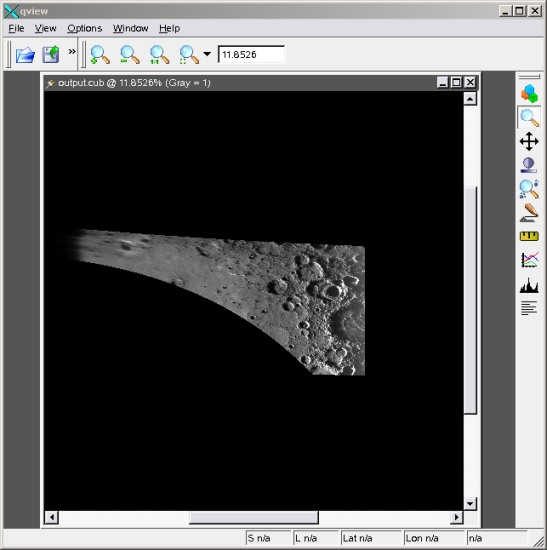 qview
File View Options Window Help
» 11.8526
output.cub @ 11.8526% (Gray = 1)
S n/a L n/a Lat n/a Lon n/a n/a